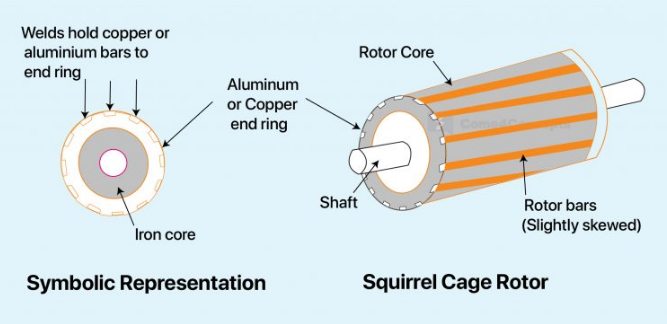 Welds hold copper or
aluminium bars to
end ring
Aluminum
or Copper
end ring
Iron core
Symbolic Representation
Rotor Core
Shaft
Rotor bars
(Slightly skewed)
Squirrel Cage Rotor